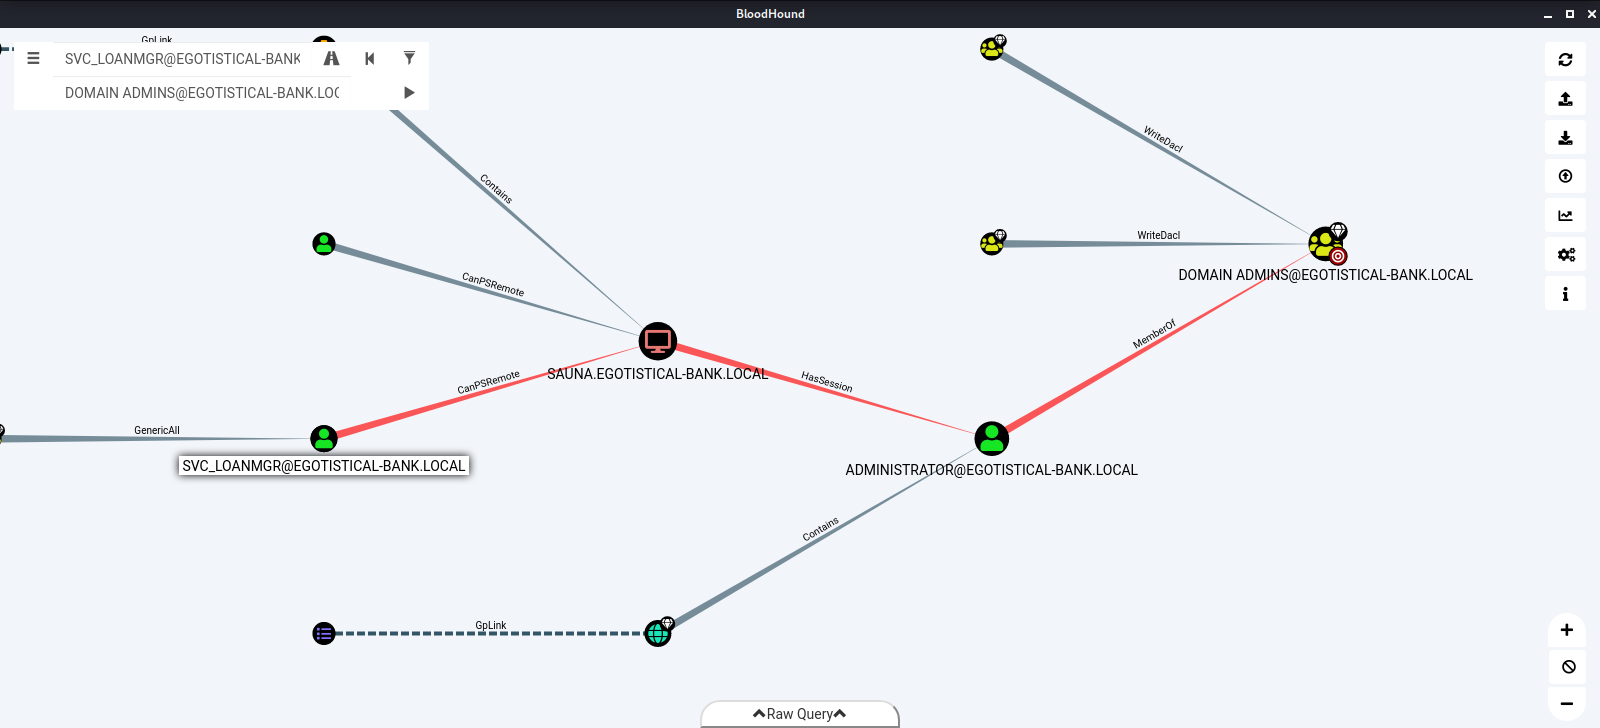 BloodHound
GpLink
SVC_LOANMGR@EGOTISTICAL-BANK
DOMAIN ADMINS@EGOTISTICAL-BANK.LOC
WriteDacl
Contains
WriteDacl
CanPSRemote
DOMAIN ADMINS@EGOTISTICAL-BANK.LOCAL
MemberOf
SAUNA.EGOTISTICAL-BANK.LOCAL
CanPSRemote
HasSession
GenericAll
SVC_LOANMGR@EGOTISTICAL-BANK.LOCAL
ADMINISTRATOR@EGOTISTICAL-BANK.LOCAL
Contains
GpLink
Raw Query